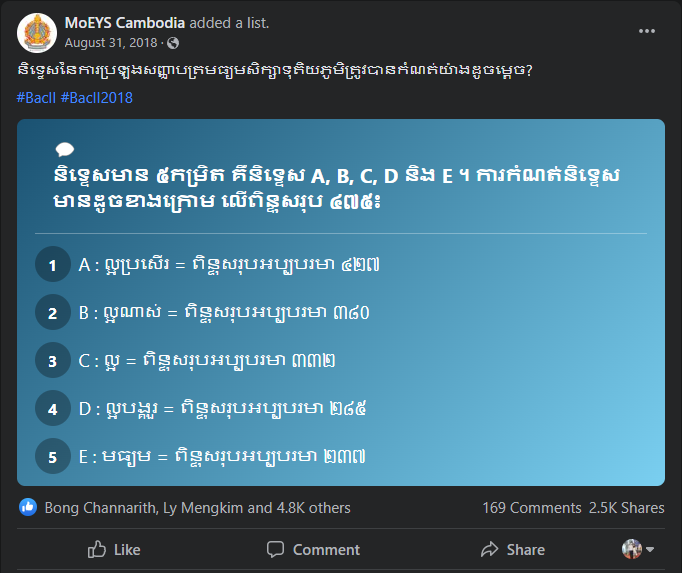 MoEYS Cambodia added a list.
August 31, 2018 ·
និទ្ទេសនៃការប្រឡងសញ្ញាបត្រមធ្យមសិក្សាទុតិយភូមិត្រូវបានកំណត់យ៉ាងដូចម្តេច?
#BacII #BacII2018
និទ្ទេសមាន ៥កម្រិត គឺនិទ្ទេស A, B, C, D និង E ។ ការកំណត់និទ្ទេស
មានដូចខាងក្រោម លើពិន្ទុសរុប ៤៧៥៖
1 A : ល្អប្រសើរ = ពិន្ទុសរុបអប្បបរមា ៤២៧
2 B : ល្អណាស់ = ពិន្ទុសរុបអប្បបរមា ៣៨០
3 C : ល្អ = ពិន្ទុសរុបអប្បបរមា ៣៣២
4 D : ល្អបង្គួរ = ពិន្ទុសរុបអប្បបរមា ២៨៥
5 E : មធ្យម = ពិន្ទុសរុបអប្បបរមា ២៣៧
Bong Channarith, Ly Mengkim and 4.8K others 169 Comments 2.5K Shares
Like Comment Share